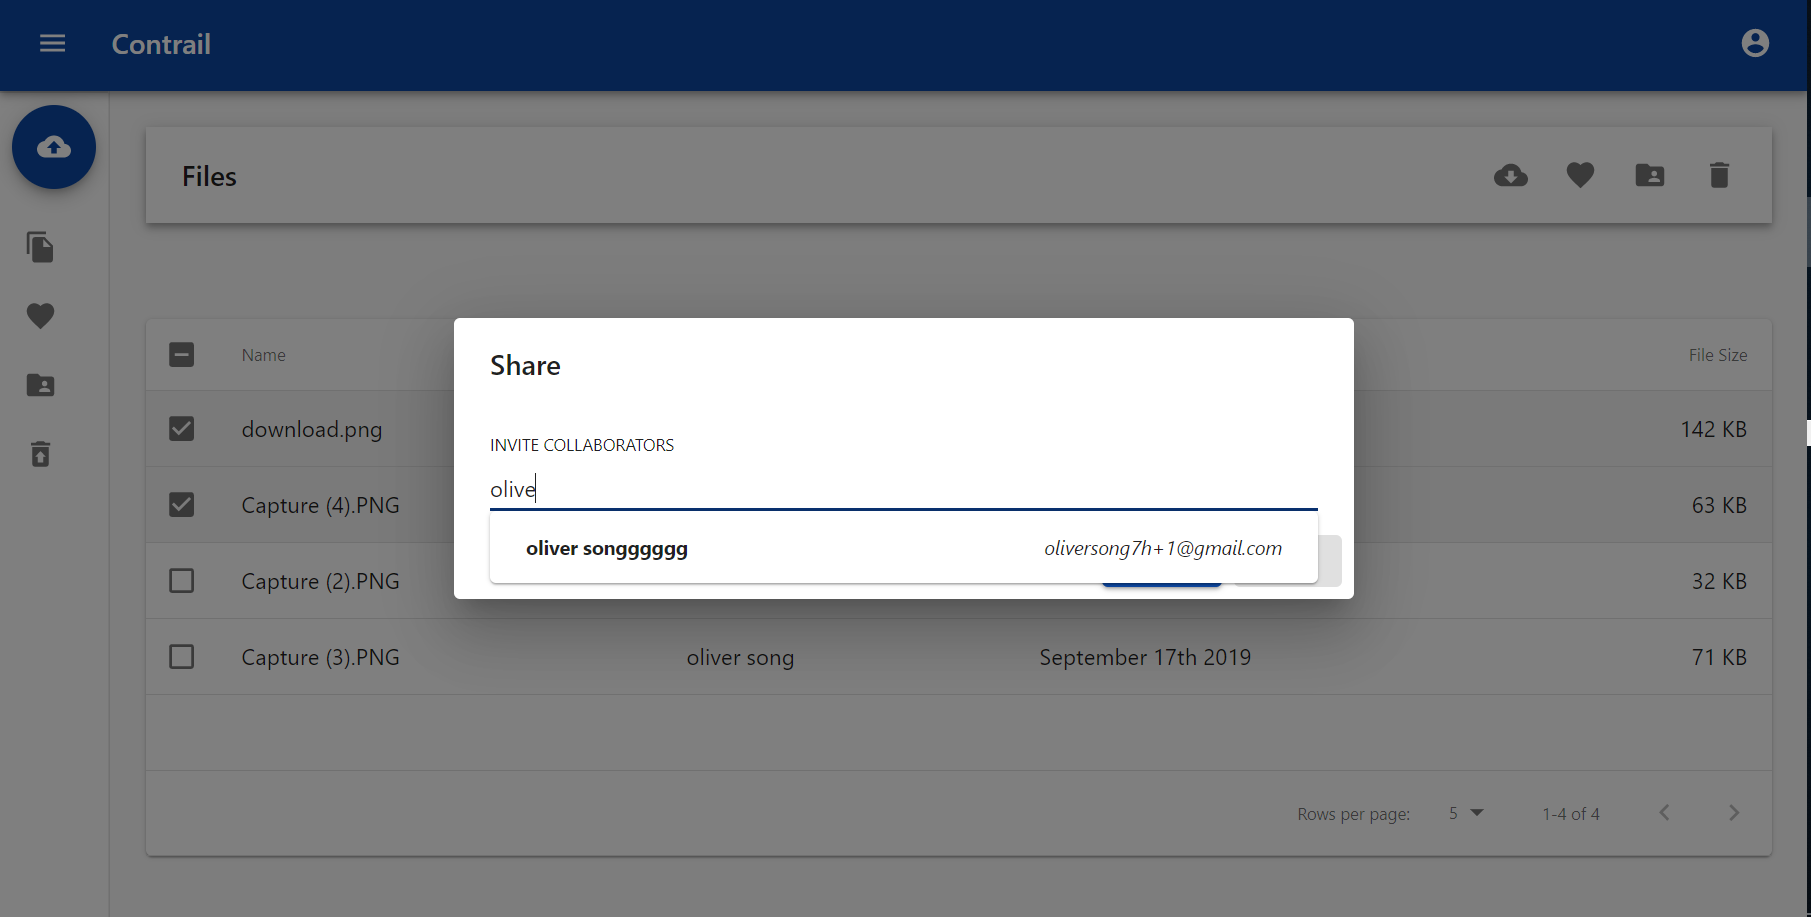 Contrail
Files
Name File Size
Share
download.png 142 KB
INVITE COLLABORATORS
olive
Capture (4).PNG 63 KB
oliver songggggg oliversong7h+1@gmail.com
Capture (2).PNG 32 KB
Capture (3).PNG oliver song September 17th 2019 71 KB
Rows per page: 5 1-4 of 4